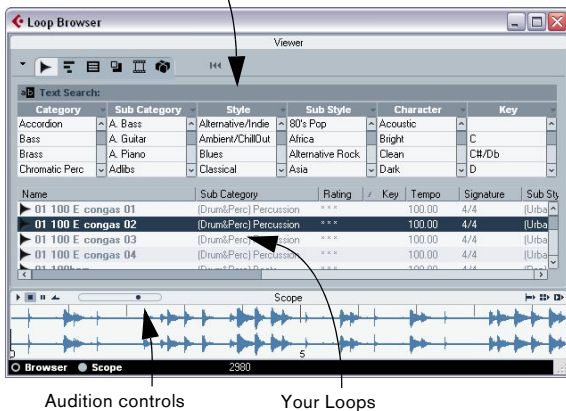 Loop Browser
Viewer
Text Search:
Category Sub Category Style Sub Style Character Key
Accordion A. Bass Alternative/Indie 80's Pop Acoustic
Bass A. Guitar Ambient/ChillOut Africa Bright C
Brass A. Piano Blues Alternative Rock Clean C#/Db
Chromatic Perc Adlibs Classical Asia Dark D
Name Sub Category Rating Key Tempo Signature Sub Sty
01 100 E congas 01 (Drum&Perc) Percussion *** 100.00 4/4 (Urba
01 100 E congas 02 (Drum&Perc) Percussion *** 100.00 4/4 (Urba
01 100 E congas 03 (Drum&Perc) Percussion *** 100.00 4/4 (Urba
01 100 E congas 04 (Drum&Perc) Percussion *** 100.00 4/4 (Urba
Scope
5
Browser Scope 2980
Audition controls Your Loops